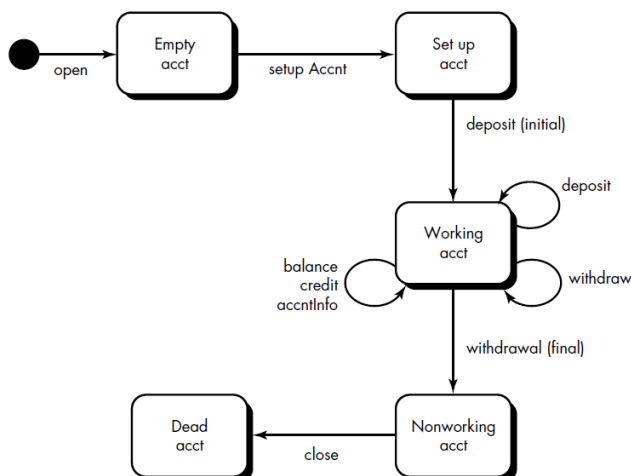 Empty
acct
Set up
acct
open
setup Accnt
deposit (initial)
deposit
Working
acct
balance
credit
accntInfo
withdraw
withdrawal (final)
Dead
acct
Nonworking
acct
close